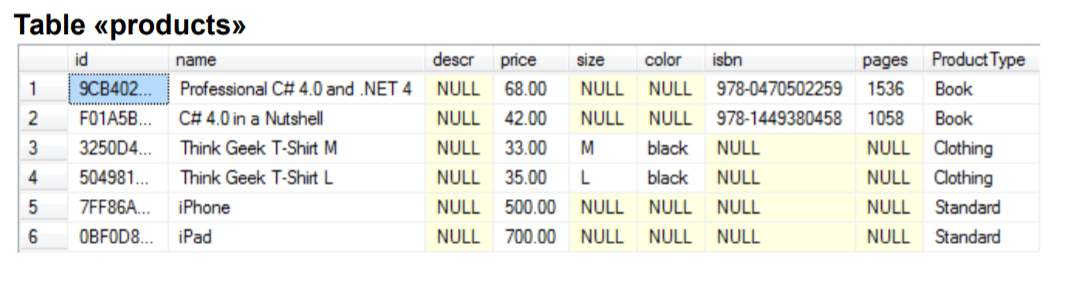 Table «products»
id name descr price size color isbn pages ProductType
1 9CB402... Professional C# 4.0 and .NET 4 NULL 68.00 NULL NULL 978-0470502259 1536 Book
2 F01A5B... C# 4.0 in a Nutshell NULL 42.00 NULL NULL 978-1449380458 1058 Book
3 3250D4... Think Geek T-Shirt M NULL 33.00 M black NULL NULL Clothing
4 504981... Think Geek T-Shirt L NULL 35.00 L black NULL NULL Clothing
5 7FF86A... iPhone NULL 500.00 NULL NULL NULL NULL Standard
6 0BF0D8... iPad NULL 700.00 NULL NULL NULL NULL Standard